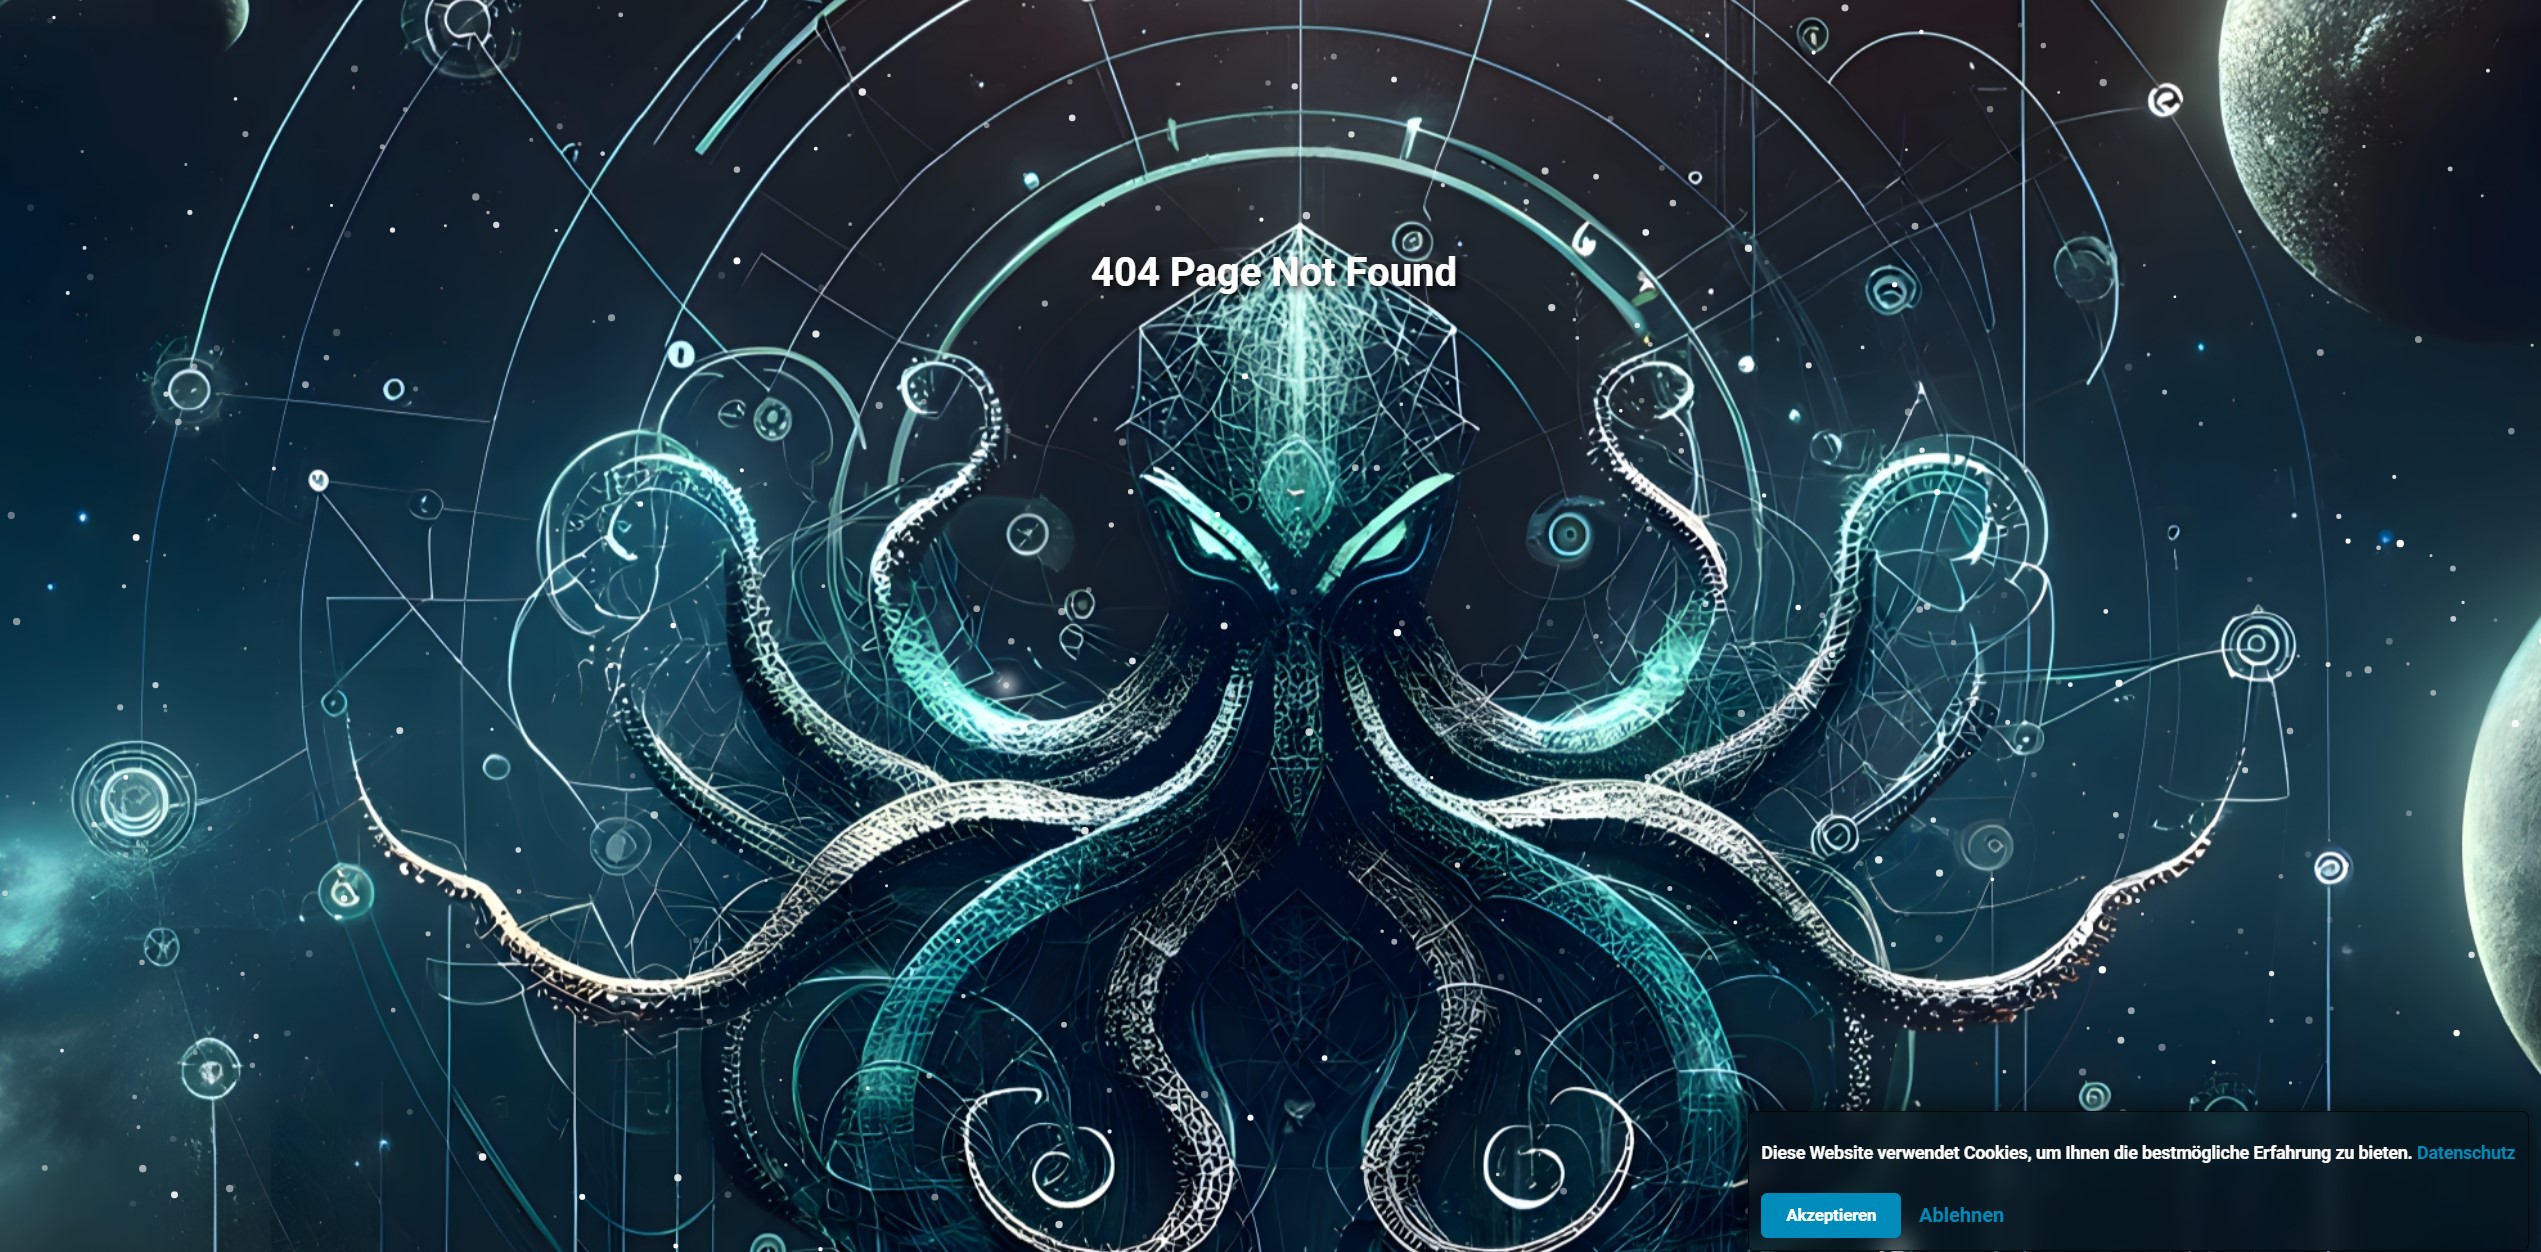 404 Page Not Found
Diese Website verwendet Cookies, um Ihnen die bestmögliche Erfahrung zu bieten. Datenschutz
Akzeptieren Ablehnen